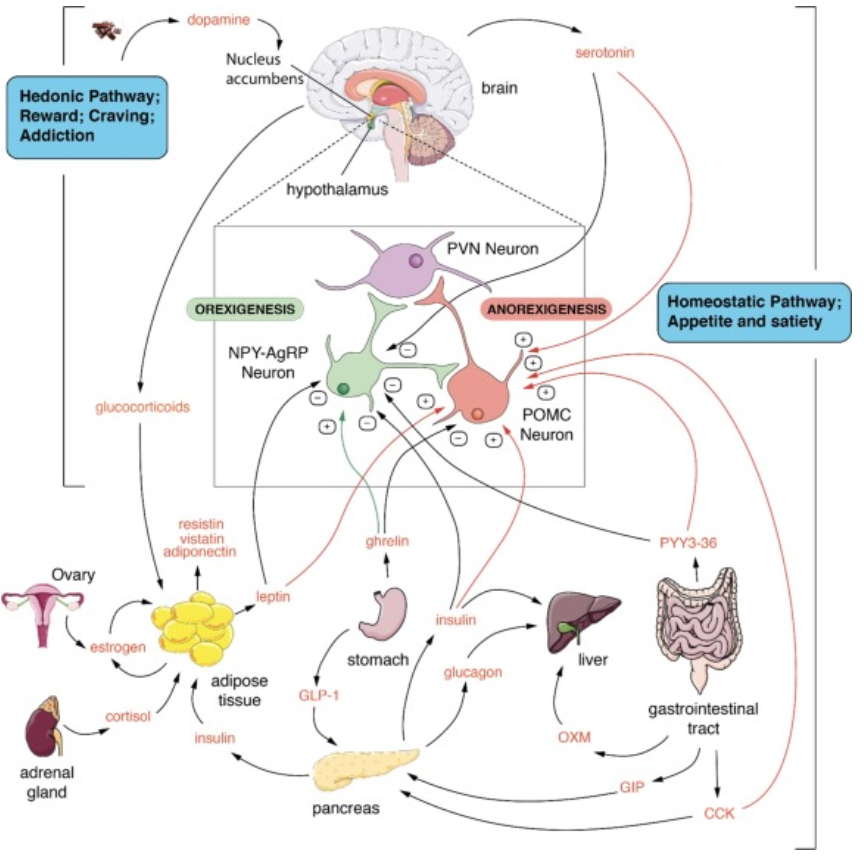 dopamine
Nucleus
accumbens
serotonin
brain
Hedonic Pathway;
Reward; Craving;
Addiction
hypothalamus
PVN Neuron
OREXIGENESIS
ANOREXIGENESIS
Homeostatic Pathway;
Appetite and satiety
NPY-AgRP
Neuron
−
+
+
+
−
−
+
−
+
−
+
POMC
Neuron
glucocorticoids
resistin
vistatin
adiponectin
ghrelin
PYY3-36
Ovary
leptin
estrogen
insulin
stomach
liver
adipose
tissue
glucagon
GLP-1
cortisol
insulin
gastrointestinal
tract
OXM
adrenal
gland
pancreas
GIP
CCK